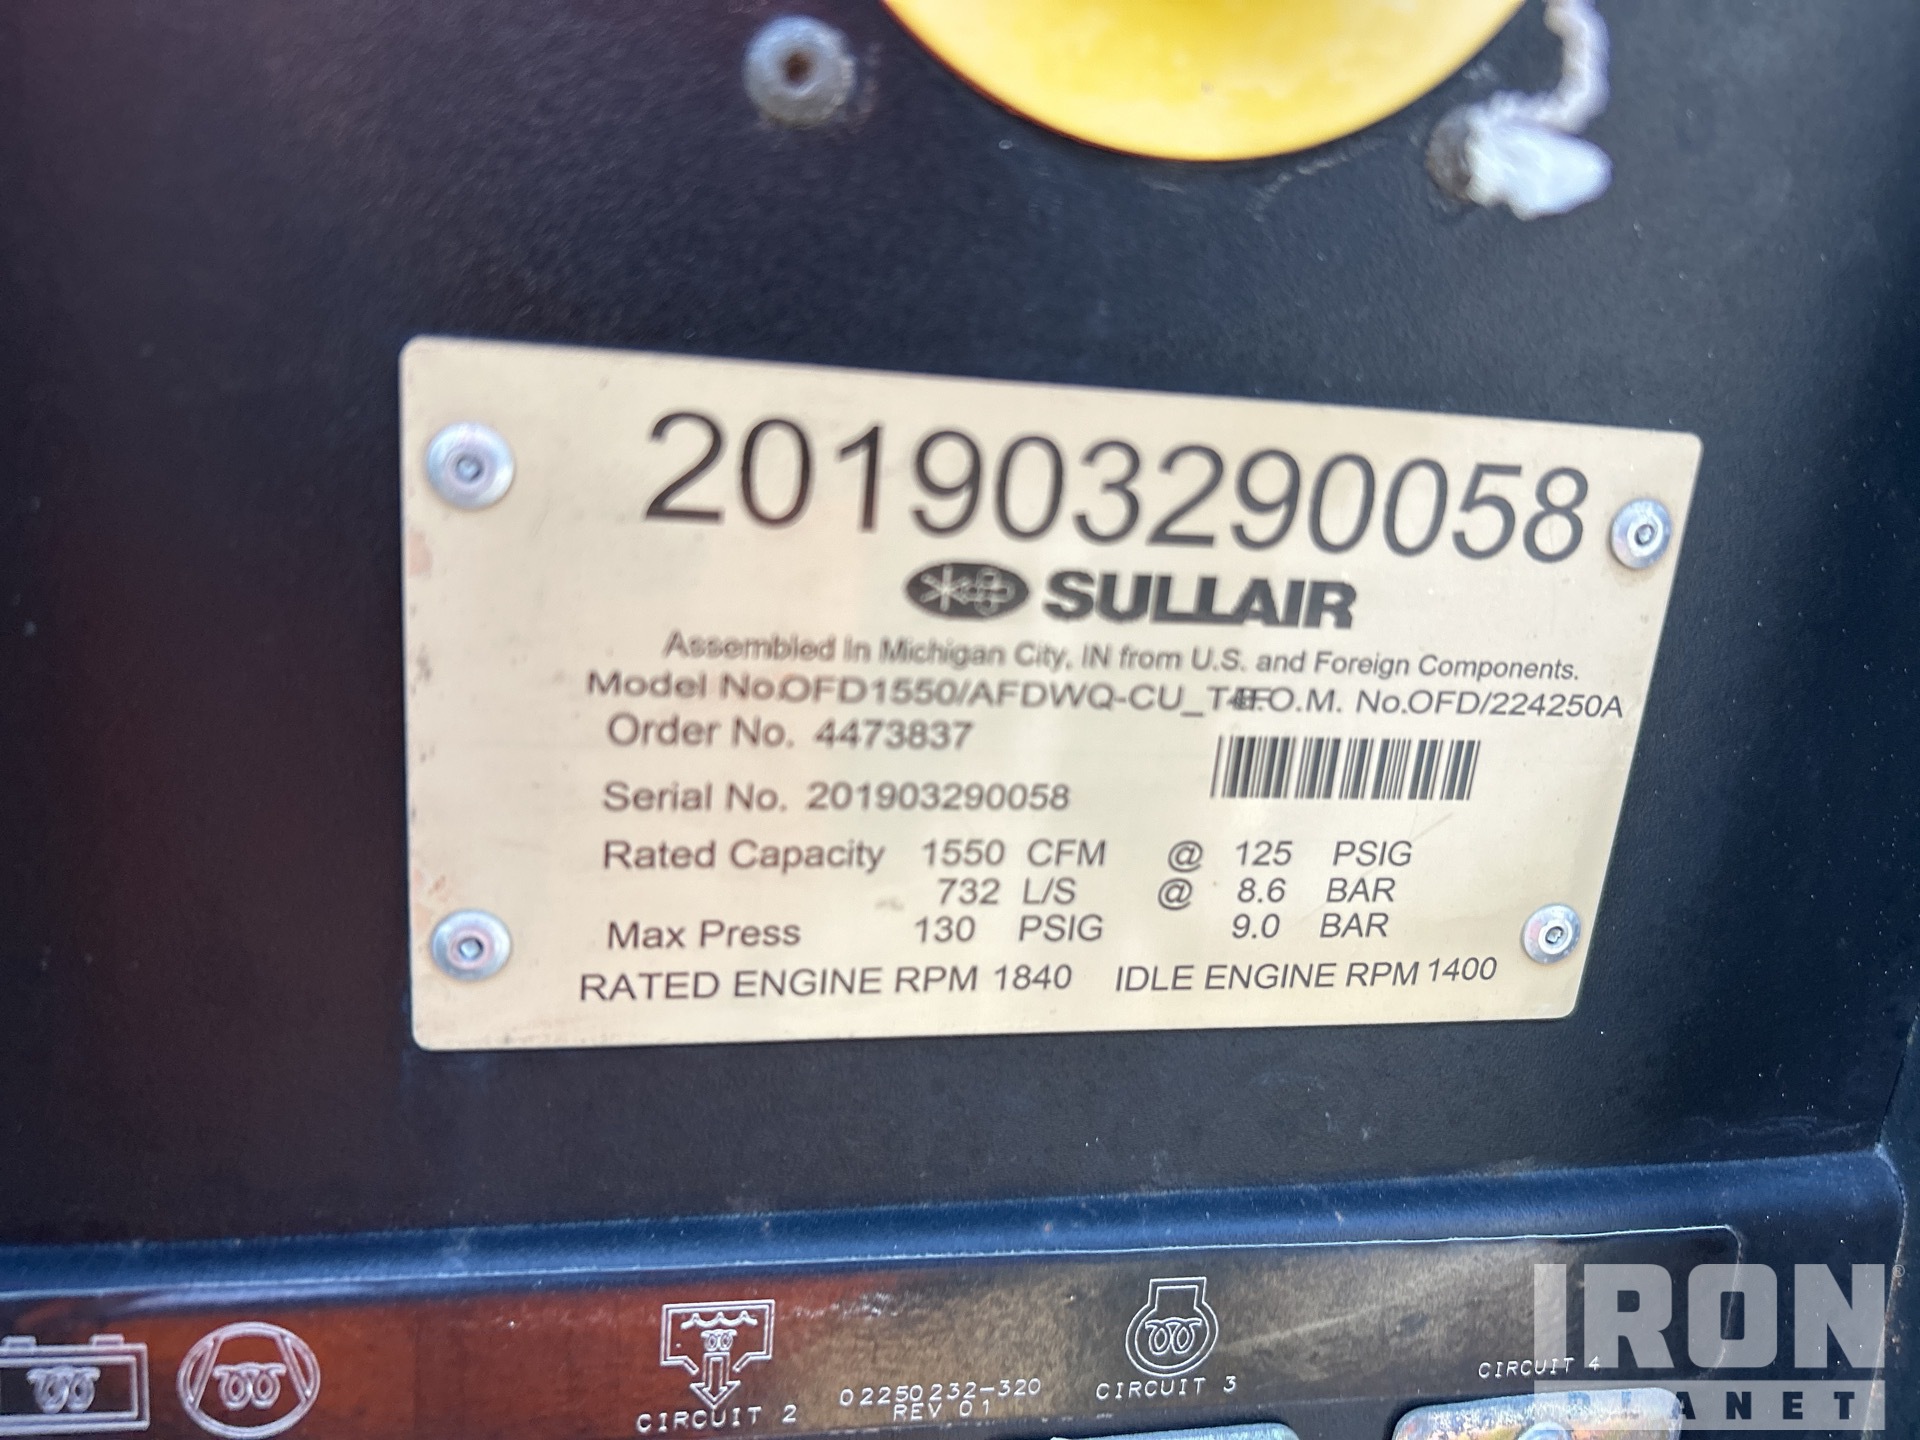 201903290058
SULLAIR
Assembled In Michigan City, IN from U.S. and Foreign Components.
Model No.OFD1550/AFDWQ-CU_T4F B.O.M. No.OFD/224250A
Order No. 4473837
Serial No. 201903290058
Rated Capacity 1550 CFM @ 125 PSIG
732 L/S @ 8.6 BAR
Max Press 130 PSIG 9.0 BAR
RATED ENGINE RPM 1840 IDLE ENGINE RPM 1400
CIRCUIT 2
02250232-320
REV 01
CIRCUIT 3
CIRCUIT 4
IRON
PLANET